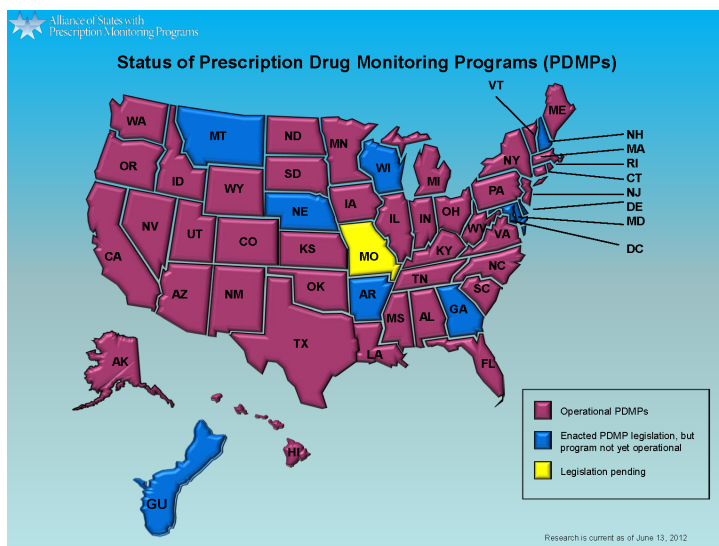 Alliance of States with
Prescription Monitoring Programs
Status of Prescription Drug Monitoring Programs (PDMPs)
VT
ME
WA
MT
ND
MN
NH
MA
OR
ID
SD
WI
NY
RI
WY
MI
CT
PA
NJ
NE
IA
DE
NV
IL
IN
OH
MD
UT
CO
WV
VA
DC
CA
KS
MO
KY
NC
AZ
NM
OK
TN
SC
AR
MS
AL
GA
TX
LA
FL
AK
HI
GU
Operational PDMPs
Enacted PDMP legislation, but
program not yet operational
Legislation pending
Research is current as of June 13, 2012